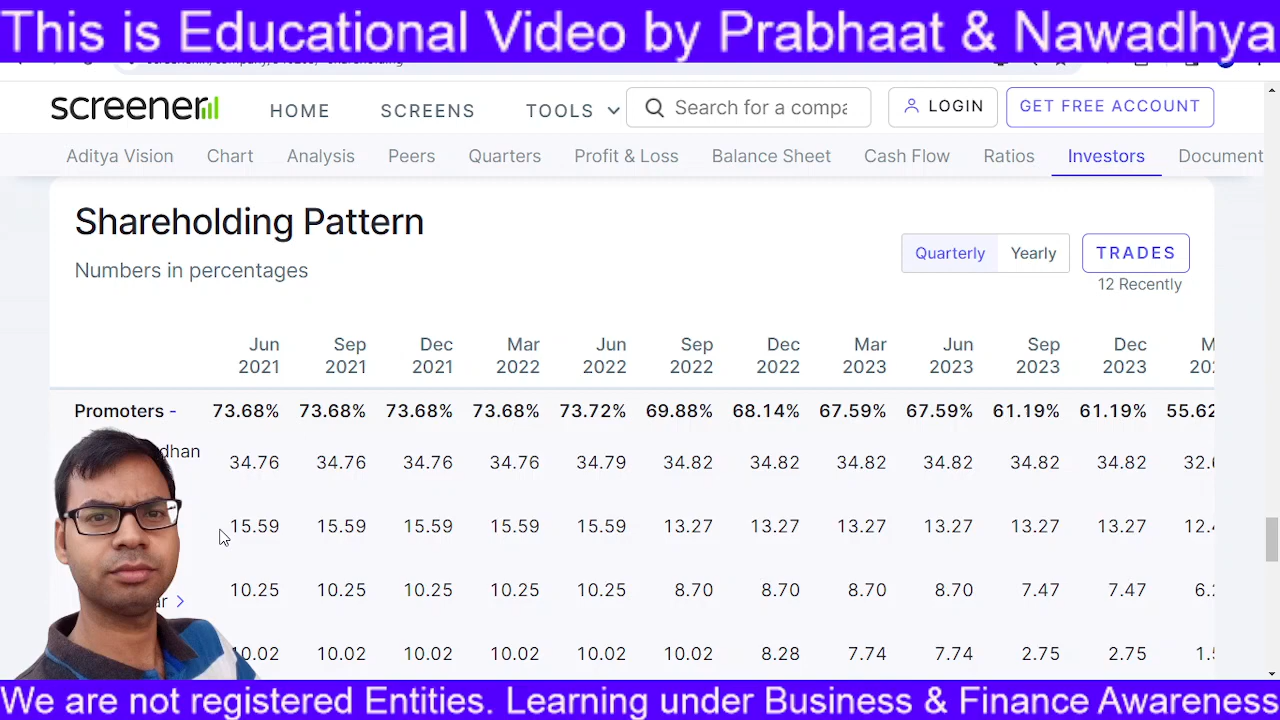 This is Educational Video by Prabhaat & Nawadhya
screener
HOME
SCREENS
TOOLS
Search for a compa
LOGIN
GET FREE ACCOUNT
Aditya Vision
Chart
Analysis
Peers
Quarters
Profit & Loss
Balance Sheet
Cash Flow
Ratios
Investors
Document
Shareholding Pattern
Numbers in percentages
Quarterly
Yearly
TRADES
12 Recently
Jun 2021 Sep 2021 Dec 2021 Mar 2022 Jun 2022 Sep 2022 Dec 2022 Mar 2023 Jun 2023 Sep 2023 Dec 2023
Promoters - 73.68% 73.68% 73.68% 73.68% 73.72% 69.88% 68.14% 67.59% 67.59% 61.19% 61.19% 55.62
dhan 34.76 34.76 34.76 34.76 34.79 34.82 34.82 34.82 34.82 34.82 34.82
15.59 15.59 15.59 15.59 15.59 13.27 13.27 13.27 13.27 13.27 13.27 12.4
ar > 10.25 10.25 10.25 10.25 10.25 8.70 8.70 8.70 8.70 7.47 7.47
10.02 10.02 10.02 10.02 10.02 10.02 8.28 7.74 7.74 2.75 2.75
We are not registered Entities. Learning under Business & Finance Awareness